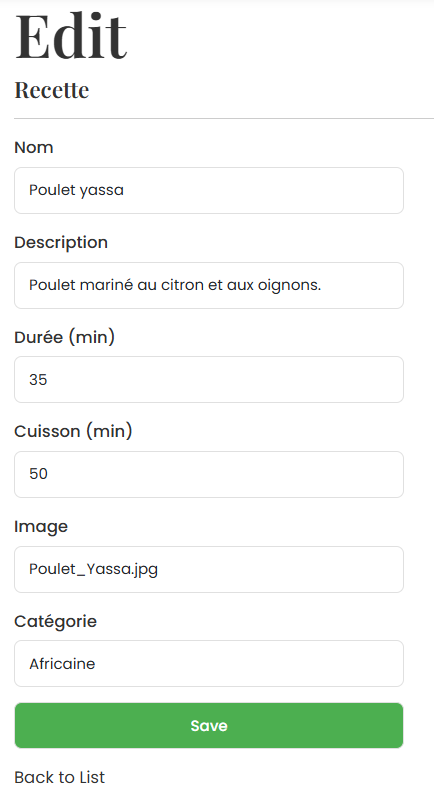 Edit
Recette
Nom
Poulet yassa
Description
Poulet mariné au citron et aux oignons.
Durée (min)
35
Cuisson (min)
50
Image
Poulet_Yassa.jpg
Catégorie
Africaine
Save
Back to List